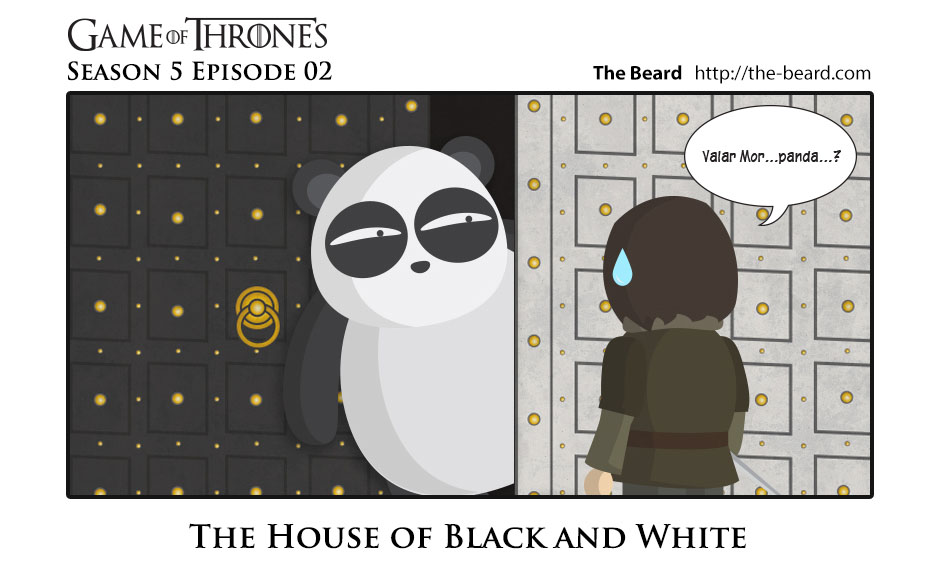 GAME OF THRONES
SEASON 5 EPISODE 02
The Beard http://the-beard.com
Valar Mor...panda...?
THE HOUSE OF BLACK AND WHITE